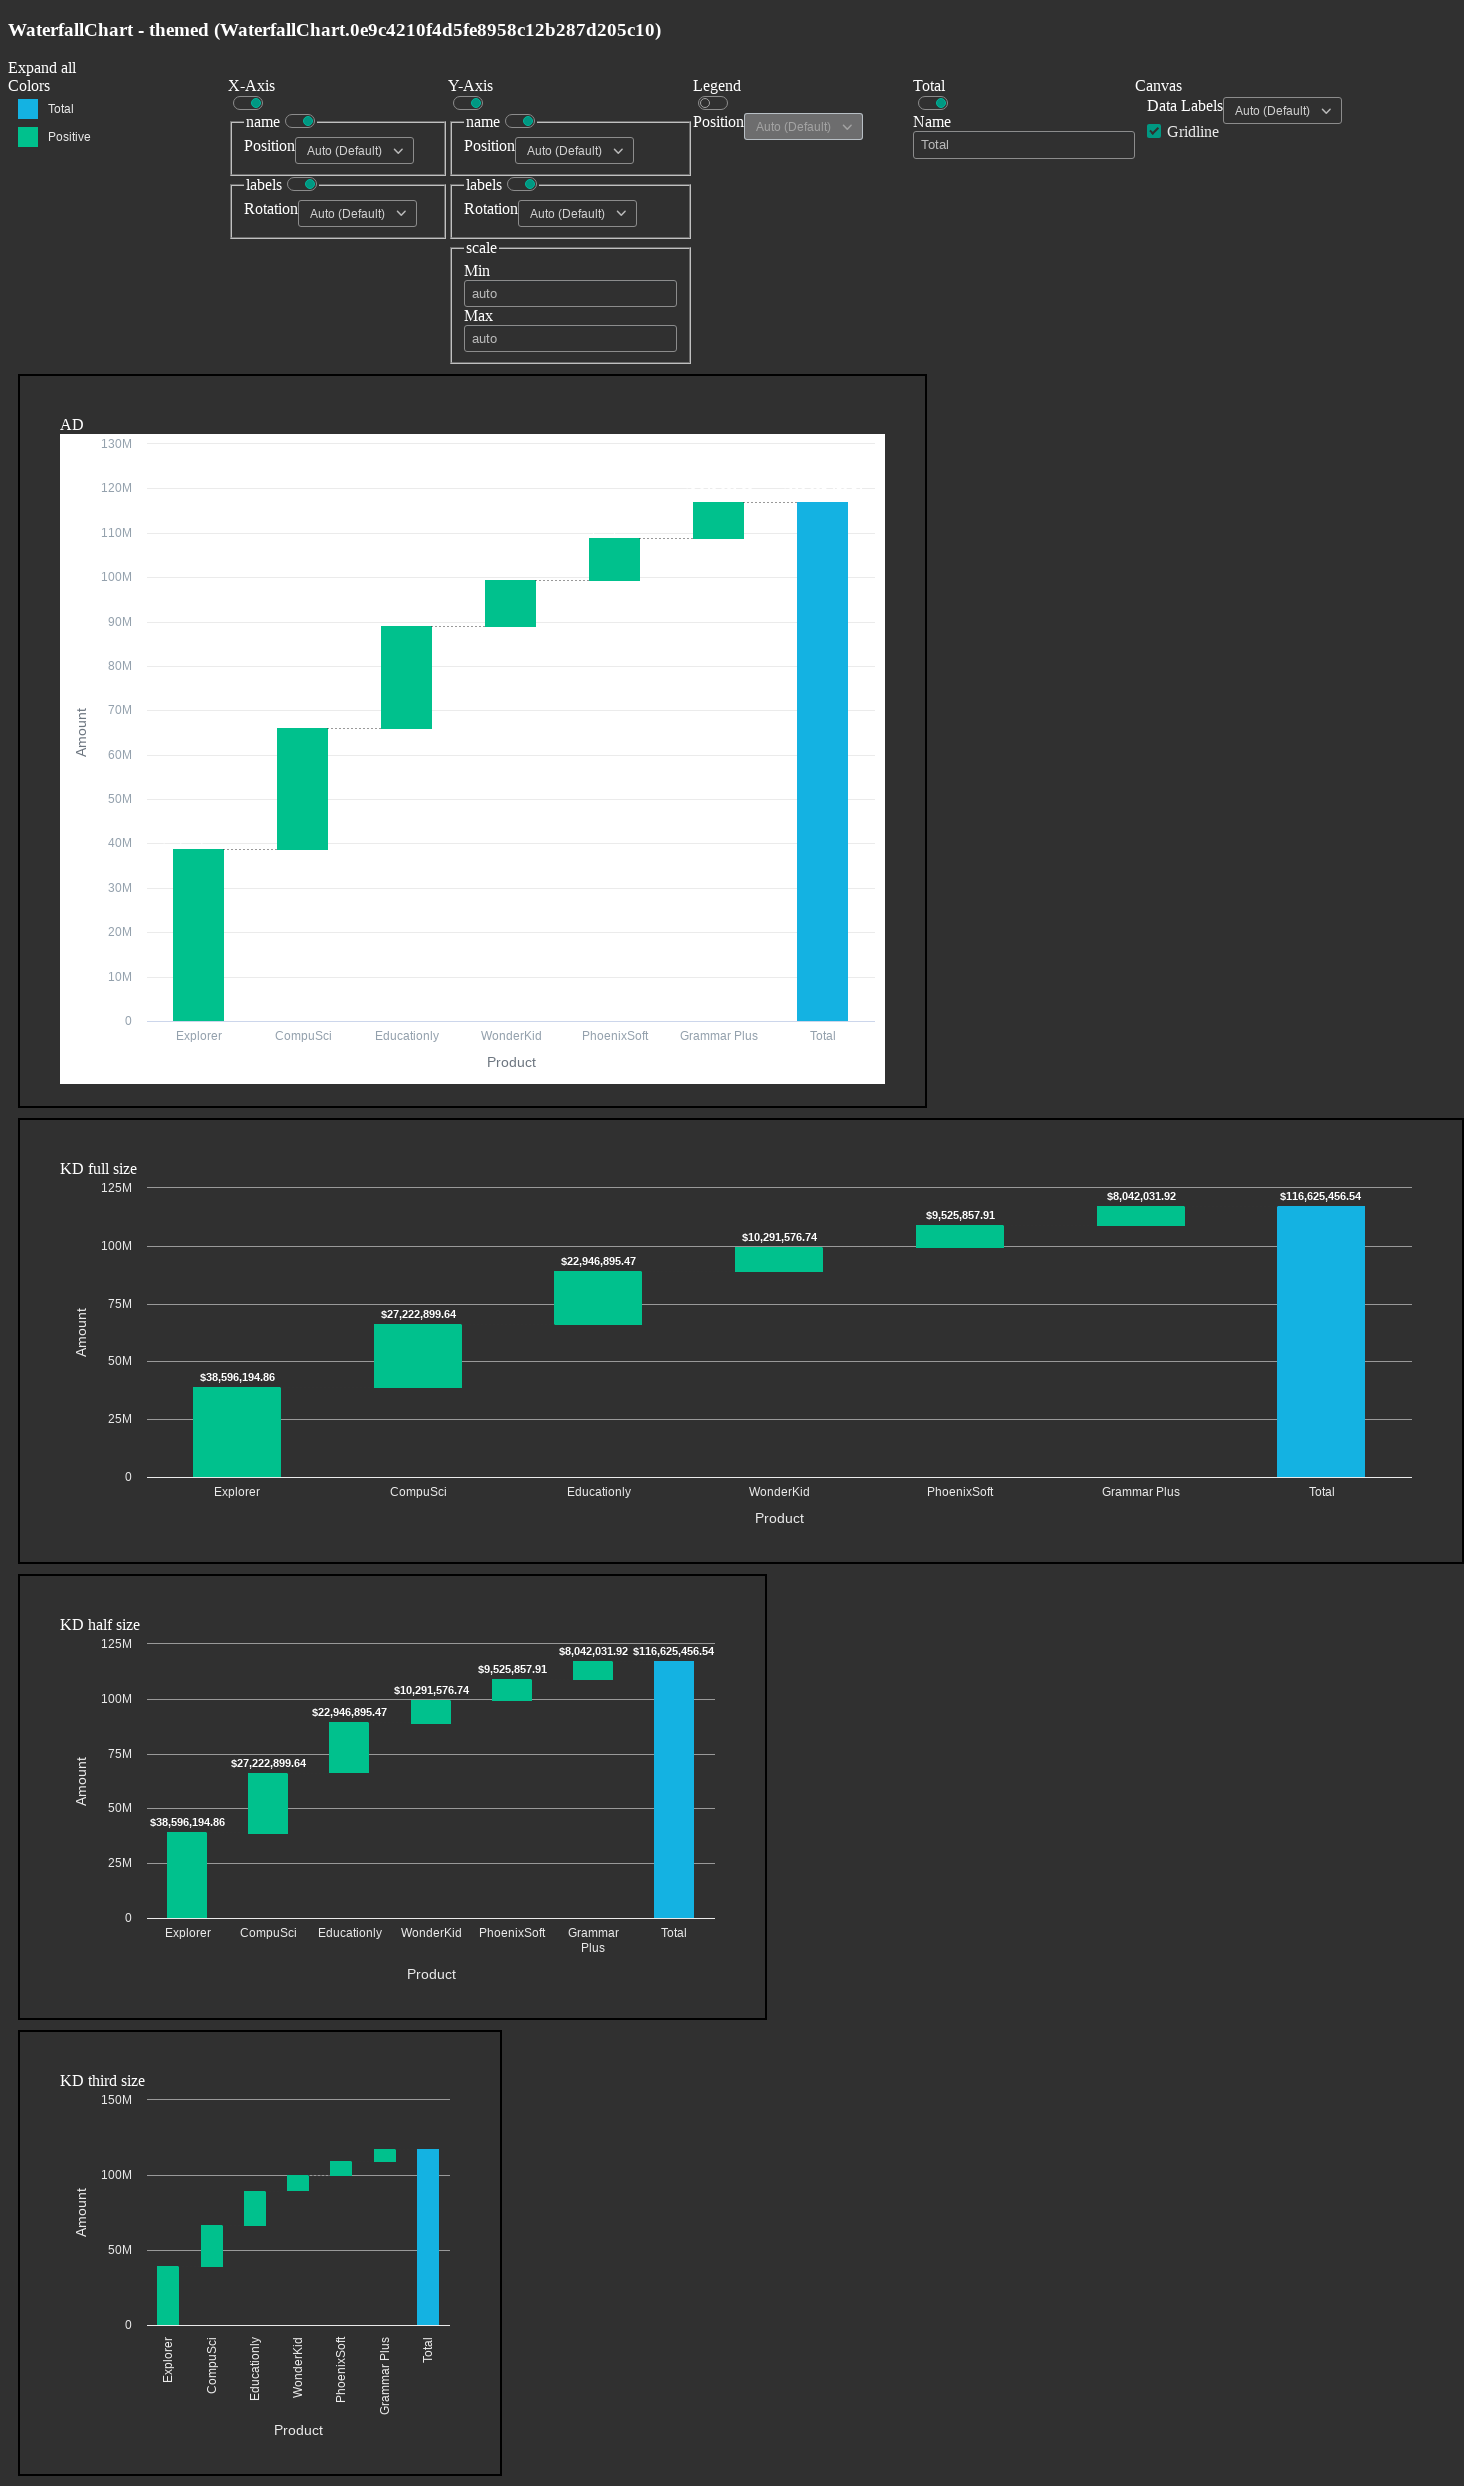 WaterfallChart - themed (WaterfallChart.0e9c4210f4d5fe8958c12b287d205c10)
Expand all
Colors
Total
Positive
X-Axis
name
Position Auto (Default)
labels
Rotation Auto (Default)
Y-Axis
name
Position Auto (Default)
labels
Rotation Auto (Default)
scale
Min
auto
Max
auto
Legend
Position Auto (Default)
Total
Name
Total
Canvas
Data Labels Auto (Default)
Gridline
AD
130M
120M
110M
100M
90M
80M
70M
60M
50M
40M
30M
20M
10M
0
Amount
Explorer CompuSci Educationly WonderKid PhoenixSoft Grammar Plus Total
Product
KD full size
125M
100M
75M
50M
25M
0
Amount
$38,596,194.86
$27,222,899.64
$22,946,895.47
$10,291,576.74
$9,525,857.91
$8,042,031.92
$116,625,456.54
Explorer CompuSci Educationly WonderKid PhoenixSoft Grammar Plus Total
Product
KD half size
125M
100M
75M
50M
25M
0
Amount
$38,596,194.86
$27,222,899.64
$22,946,895.47
$10,291,576.74
$9,525,857.91
$8,042,031.92
$116,625,456.54
Explorer CompuSci Educationly WonderKid PhoenixSoft Grammar Total
Plus
Product
KD third size
150M
100M
50M
0
Amount
Explorer
CompuSci
Educationly
WonderKid
PhoenixSoft
Grammar Plus
Total
Product